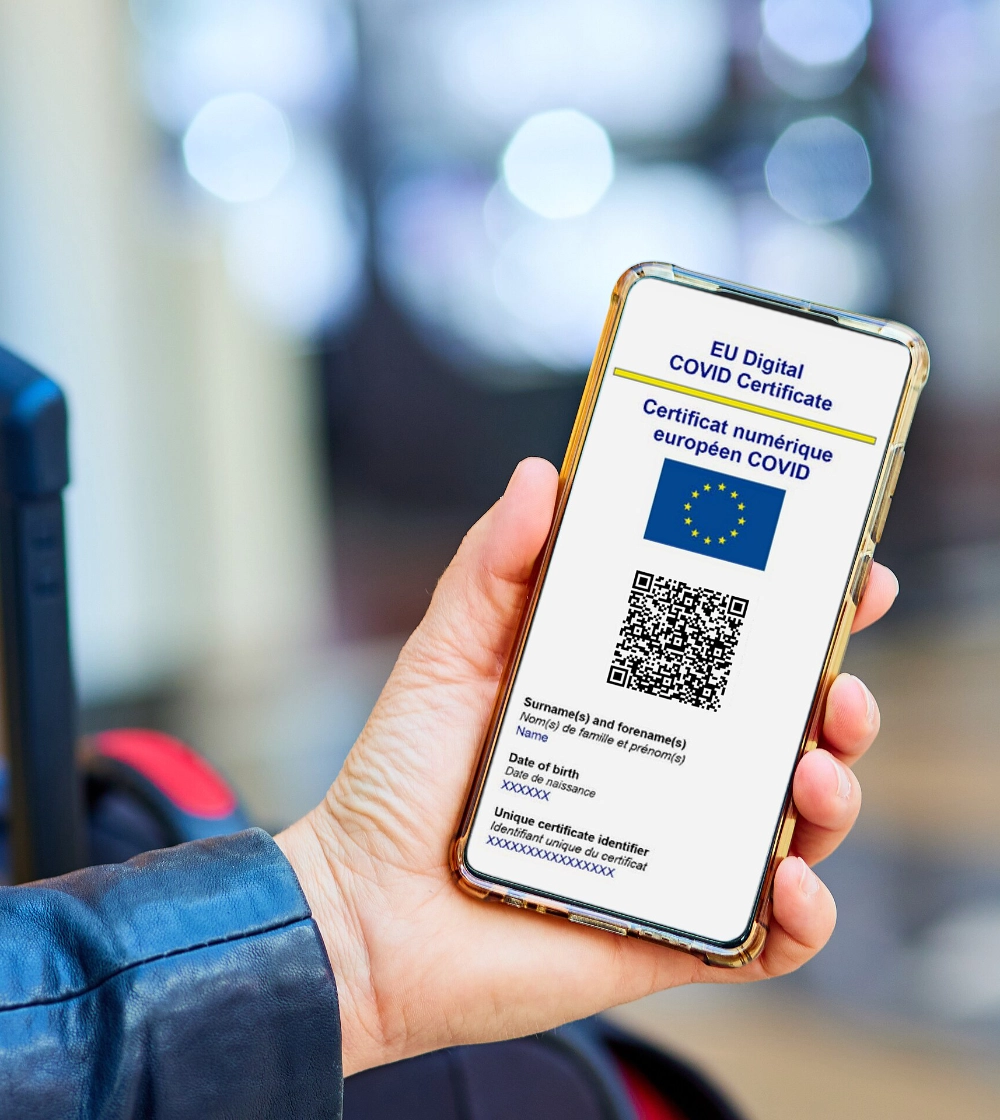 EU Digital
COVID Certificate
Certificat numérique
européen COVID
Surname(s) and forename(s)
Nom(s) de famille et prénom(s)
Name
Date of birth
Date de naissance
XXXXXX
Unique certificate identifier
Identifiant unique du certificat
XXXXXXXXXXXXXXXX